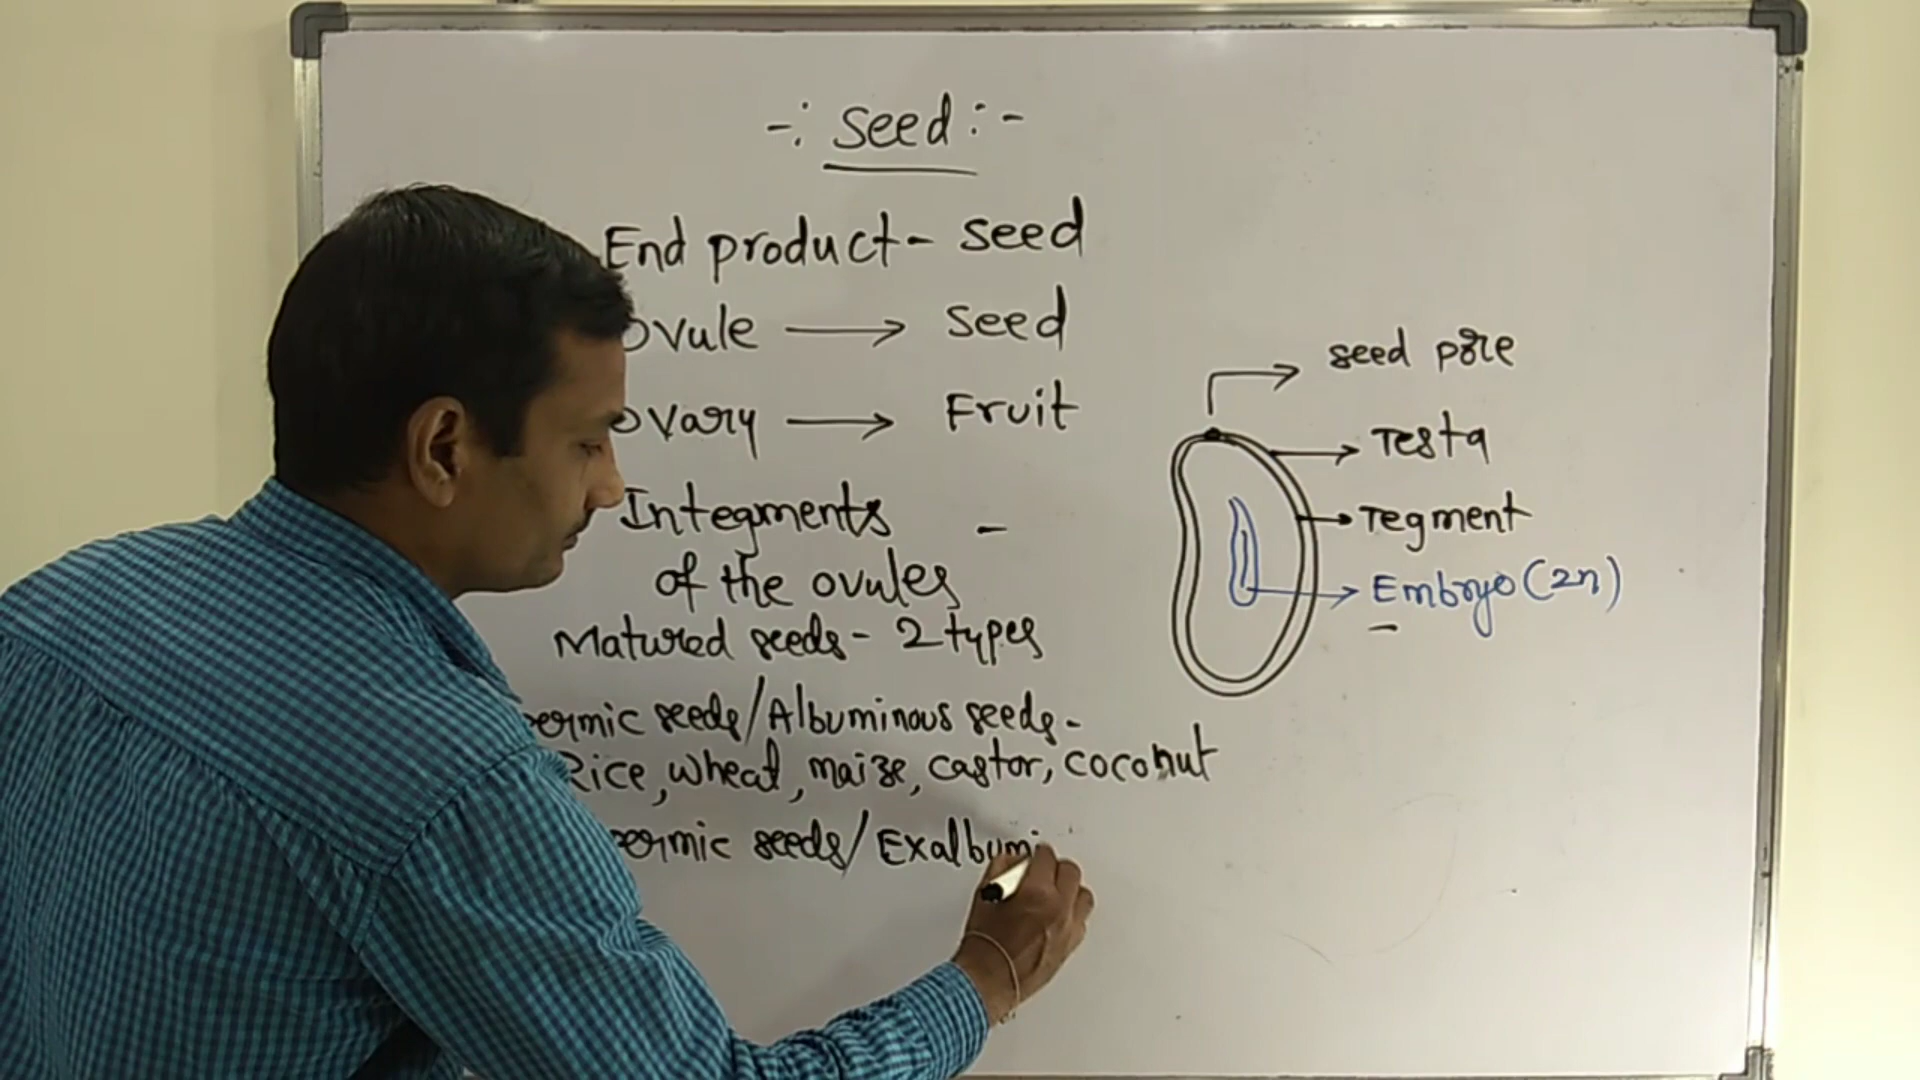 -: Seed :-
End product - seed
ovule → seed
ovary → Fruit
Integments -
of the ovules
Matured seeds - 2 types
ermic seeds/Albuminous seeds -
Rice, wheat, maize, castor, coconut
ermic seeds/Exalbumi
seed pore
Testa
Tegment
Embryo (2n)